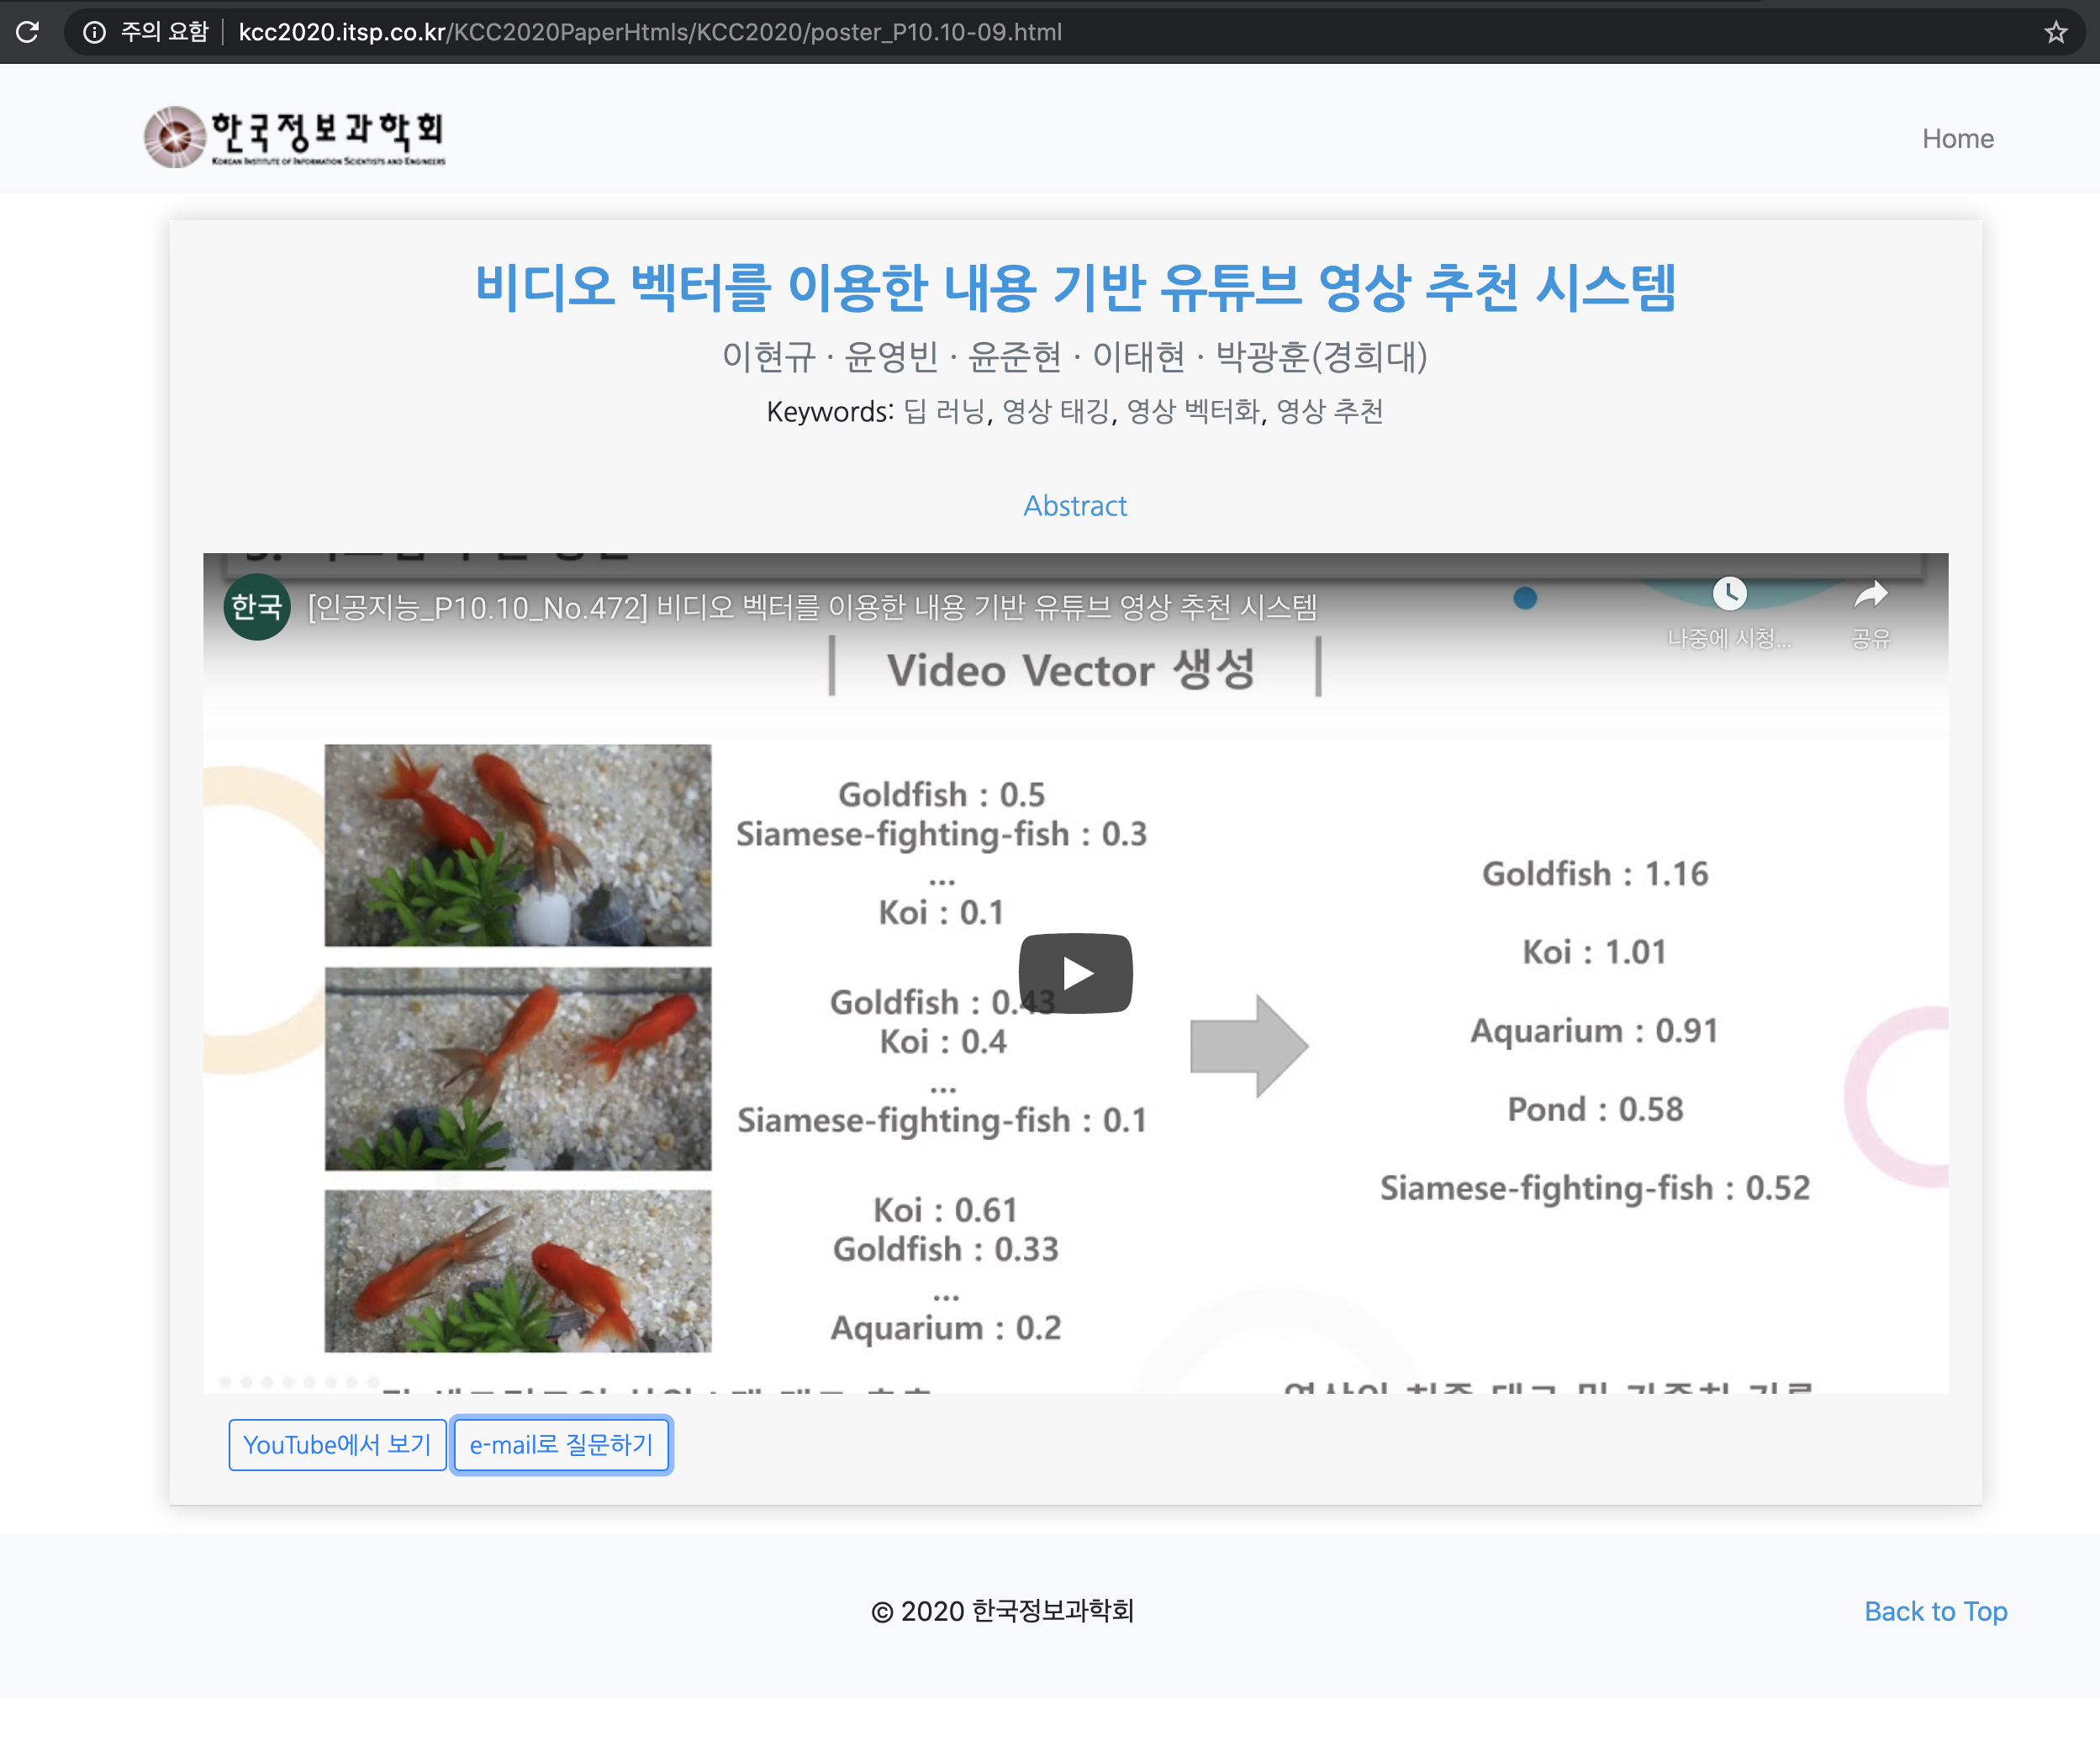 주의 요함 kcc2020.itsp.co.kr/KCC2020PaperHtmls/KCC2020/poster_P10.10-09.html
한국정보과학회
KOREAN INSTITUTE OF INFORMATION SCIENTISTS AND ENGINEERS
Home
비디오 벡터를 이용한 내용 기반 유튜브 영상 추천 시스템
이현규 · 윤영빈 · 윤준현 · 이태현 · 박광훈(경희대)
Keywords: 딥 러닝, 영상 태깅, 영상 벡터화, 영상 추천
Abstract
한국 [인공지능_P10.10_No.472] 비디오 벡터를 이용한 내용 기반 유튜브 영상 추천 시스템
나중에 시청...
공유
Video Vector 생성
Goldfish : 0.5
Siamese-fighting-fish : 0.3
...
Koi : 0.1
Goldfish : 0.43
Koi : 0.4
...
Siamese-fighting-fish : 0.1
Koi : 0.61
Goldfish : 0.33
...
Aquarium : 0.2
Goldfish : 1.16
Koi : 1.01
Aquarium : 0.91
Pond : 0.58
Siamese-fighting-fish : 0.52
YouTube에서 보기
e-mail로 질문하기
© 2020 한국정보과학회
Back to Top